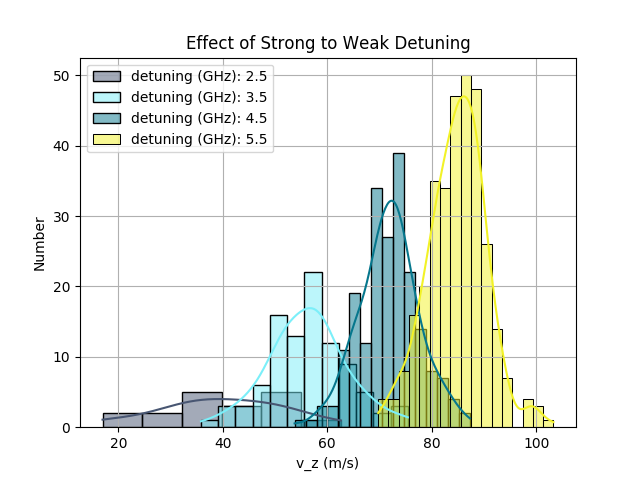 Effect of Strong to Weak Detuning
detuning (GHz): 2.5
detuning (GHz): 3.5
detuning (GHz): 4.5
detuning (GHz): 5.5
50
40
30
20
10
0
Number
20 40 60 80 100
v_z (m/s)